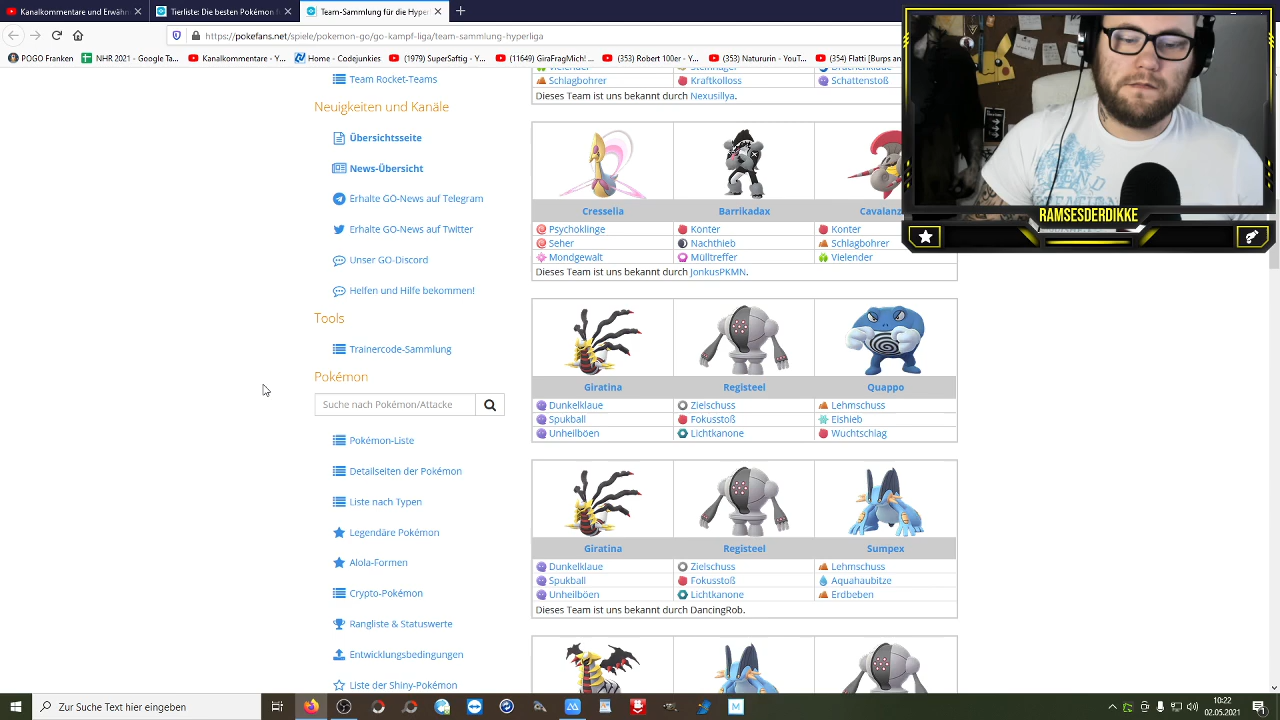 Kanalkommentare und Erwähn
Tierliste: Die besten Pokémon f
Team-Sammlung für die Hyper
https://pokefans.net/spiele/pokemon-go/go-kampf-liga/team-sammlung-hyperliga
POGO Franken
NHR 2021 - Google Ta...
Kanalkommentare - Y...
(1979) SuperSaftig - Y...
(11649) GinFragVMich! ...
Home - Codejunkies
(353) Robert 100er - Y...
(353) Natururin - YouT...
(354) Flatti [Burap an
Team Rocket-Teams
Neuigkeiten und Kanäle
Übersichtsseite
News-Übersicht
Erhalte GO-News auf Telegram
Erhalte GO-News auf Twitter
Unser GO-Discord
Helfen und Hilfe bekommen!
Tools
Trainercode-Sammlung
Pokémon
Suche nach Pokémon/Attacke
Pokémon-Liste
Detailseiten der Pokémon
Liste nach Typen
Legendäre Pokémon
Alola-Formen
Crypto-Pokémon
Rangliste & Statuswerte
Entwicklungsbedingungen
Liste der Shiny-Pokémon
Schlagbohrer
Kraftkolloss
Schattenstoß
Dieses Team ist uns bekannt durch Nexusillya.
Cresselia
Barrikadax
Cavalanz
Psychoklinge
Konter
Konter
Seher
Nachthieb
Schlagbohrer
Mondgewalt
Mülltreffer
Vielender
Dieses Team ist uns bekannt durch JonkusPKMN.
Giratina
Registeel
Quappo
Dunkelklaue
Zielschuss
Lehmschuss
Spukball
Fokusstoß
Eishieb
Unheilböen
Lichtkanone
Wuchtschlag
Giratina
Registeel
Sumpex
Dunkelklaue
Zielschuss
Lehmschuss
Spukball
Fokusstoß
Aquahaubitze
Unheilböen
Lichtkanone
Erdbeben
Dieses Team ist uns bekannt durch DancingRob.
RAMSESDERDIKKE
Zur Suche Text hier eingeben
10:22
02.05.2021